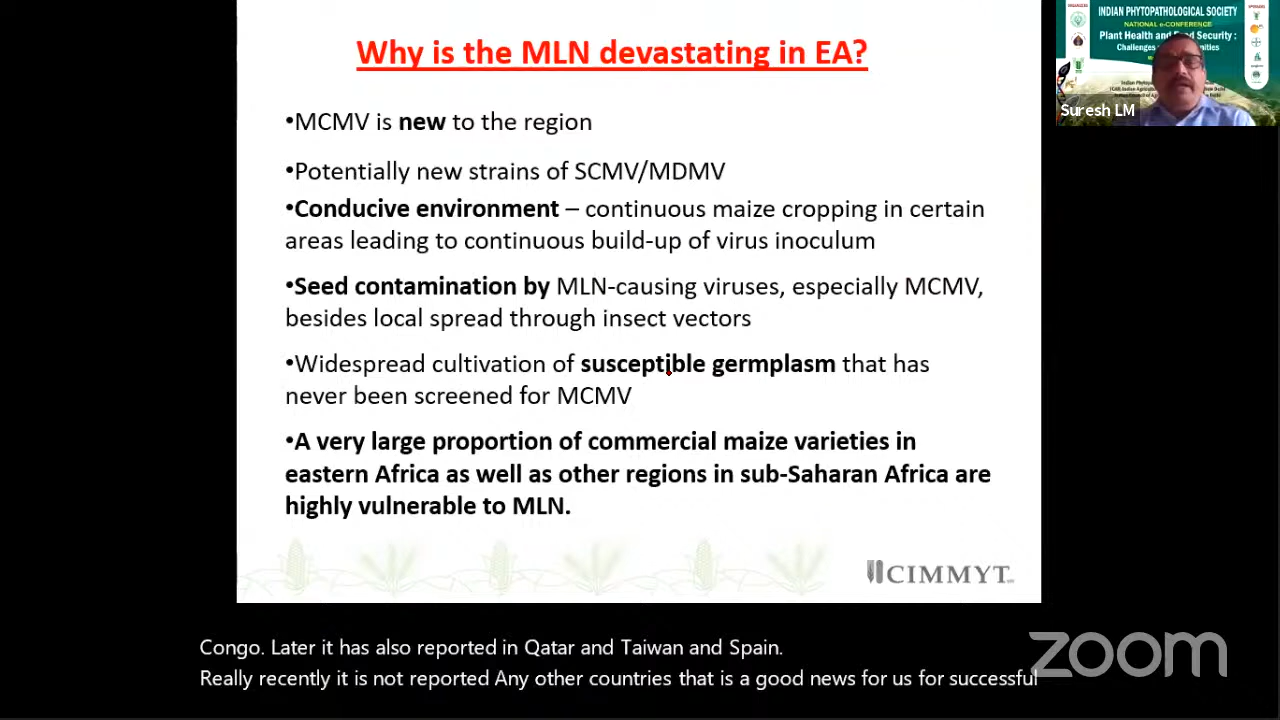 Why is the MLN devastating in EA?
•MCMV is new to the region
•Potentially new strains of SCMV/MDMV
•Conducive environment – continuous maize cropping in certain
areas leading to continuous build-up of virus inoculum
•Seed contamination by MLN-causing viruses, especially MCMV,
besides local spread through insect vectors
•Widespread cultivation of susceptible germplasm that has
never been screened for MCMV
•A very large proportion of commercial maize varieties in
eastern Africa as well as other regions in sub-Saharan Africa are
highly vulnerable to MLN.
CIMMYT
INDIAN PHYTOPATHOLOGICAL SOCIETY
NATIONAL e-CONFERENCE
Plant Health and Food Security :
Suresh LM
Congo. Later it has also reported in Qatar and Taiwan and Spain.
Really recently it is not reported Any other countries that is a good news for us for successful
zoom